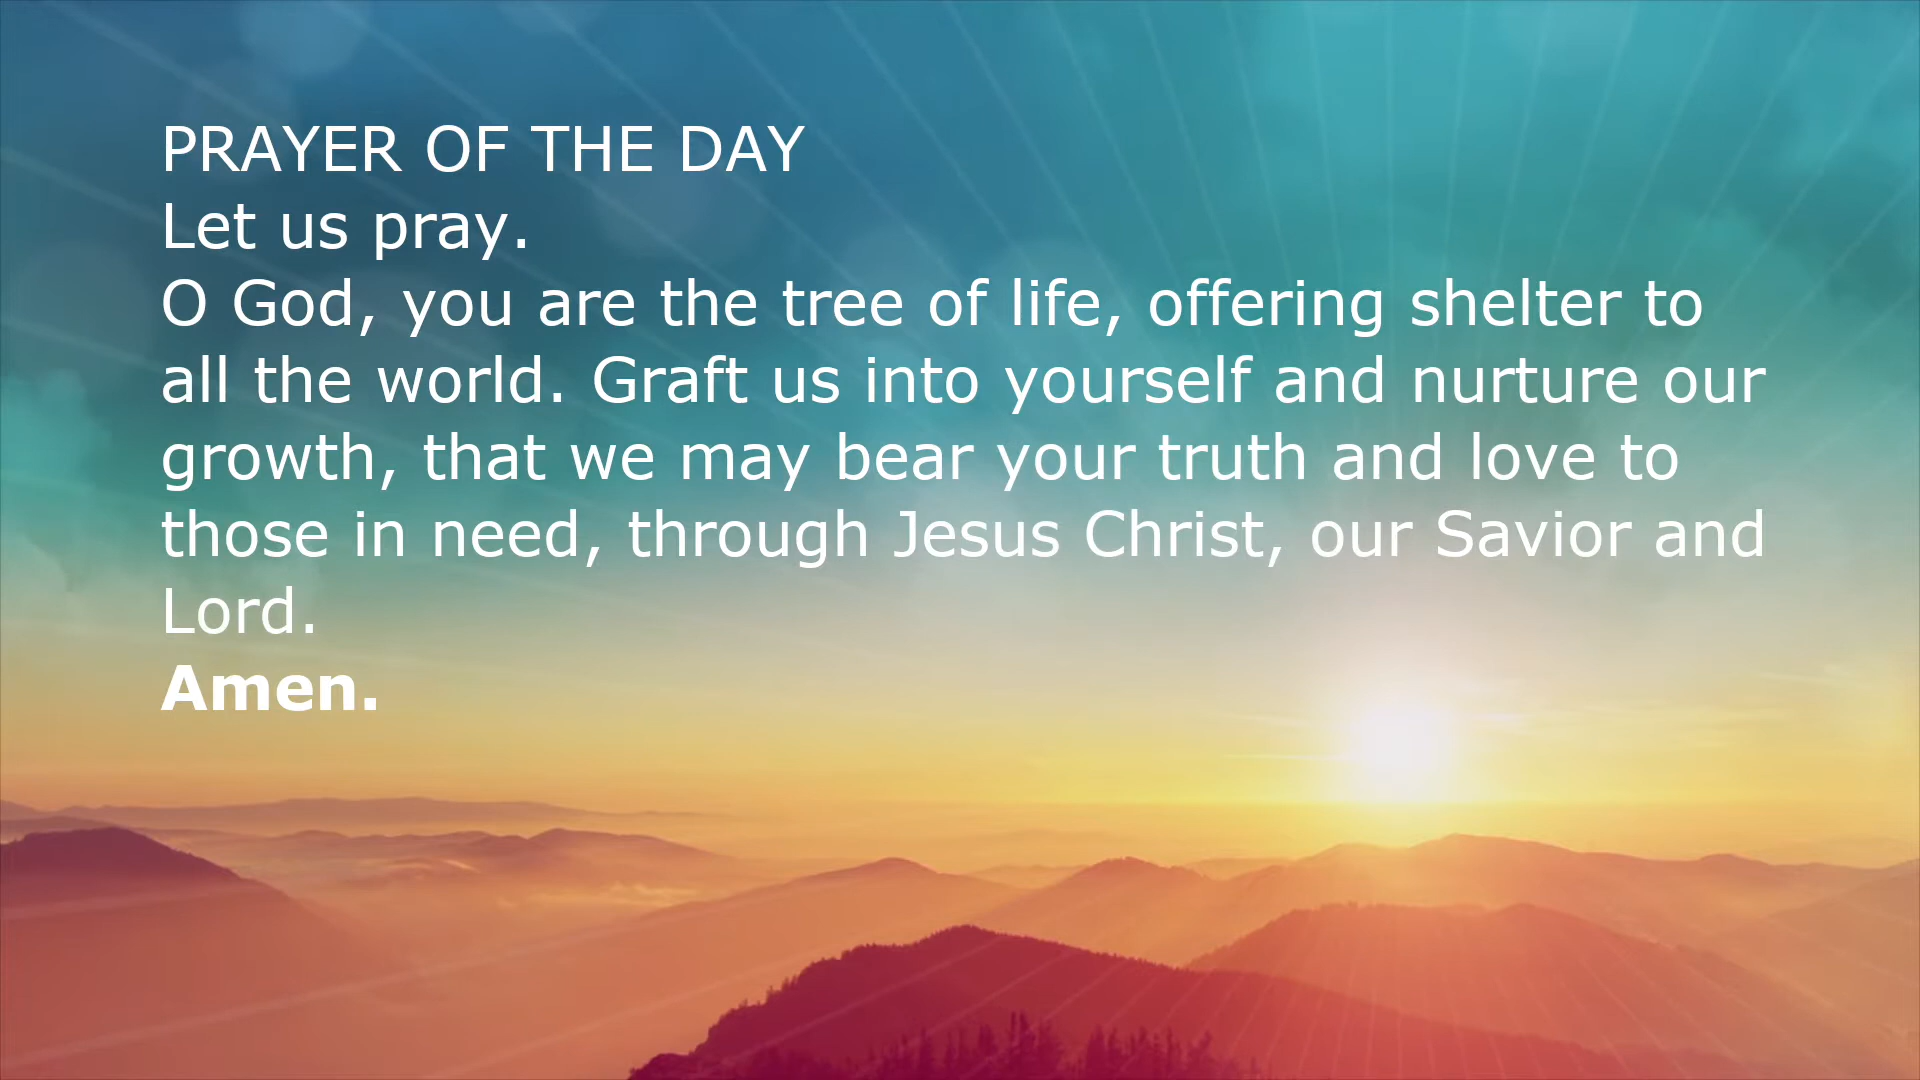 PRAYER OF THE DAY
Let us pray.
O God, you are the tree of life, offering shelter to
all the world. Graft us into yourself and nurture our
growth, that we may bear your truth and love to
those in need, through Jesus Christ, our Savior and
Lord.
Amen.